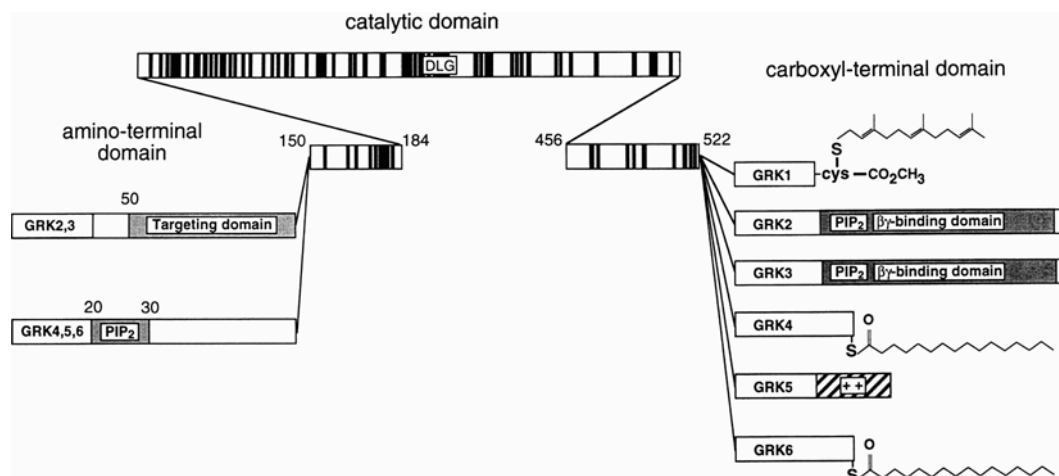 catalytic domain
DLG
carboxyl-terminal domain
amino-terminal
domain
150
184
456
522
S
GRK1
cys
CO₂CH₃
50
GRK2,3
Targeting domain
GRK2
PIP₂
βγ-binding domain
GRK3
PIP₂
βγ-binding domain
20
30
GRK4,5,6
PIP₂
GRK4
O
S
GRK5
+ +
GRK6
O
S